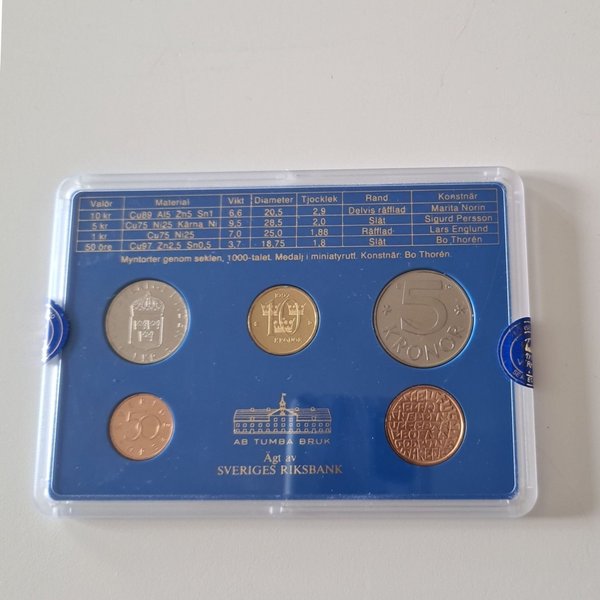 Valör Material Vikt Diameter Tjocklek Rand Konstnär
10 kr Cu89 Al5 Zn5 Sn1 6,6 20,5 2,9 Delvis räfflad Marita Norin
5 kr Cu75 Ni25 Kärna Ni 9,5 28,5 2,0 Slät Sigurd Persson
1 kr Cu75 Ni25 7,0 25,0 1,88 Räfflad Lars Englund
50 öre Cu97 Zn2,5 Sn0,5 3,7 18,75 1,8 Slät Bo Thorén
Myntorter genom seklen, 1000-talet. Medalj i miniatyrutf. Konstnär: Bo Thorén.
1 KR
10
KRONOR
5
KRONOR
50
AB TUMBA BRUK
Ägt av
SVERIGES RIKSBANK